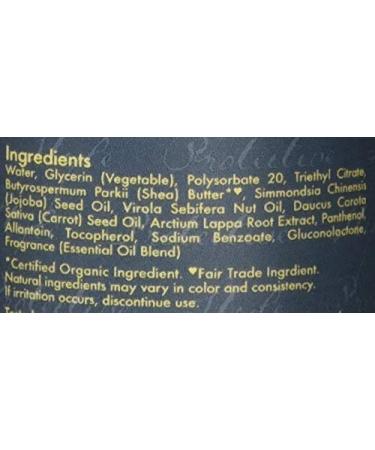 Ingredients
Water, Glycerin (Vegetable), Polysorbate 20, Triethyl Citrate,
Butyrospermum Parkii (Shea) Butter*♥, Simmondsia Chinensis
(Jojoba) Seed Oil, Virola Sebifera Nut Oil, Daucus Carota
Sativa (Carrot) Seed Oil, Arctium Lappa Root Extract, Panthenol,
Allantoin, Tocopherol, Sodium Benzoate, Gluconolactone,
Fragrance (Essential Oil Blend)
*Certified Organic Ingredient. ♥Fair Trade Ingrdient.
Natural ingredients may vary in color and consistency.
If irritation occurs, discontinue use.